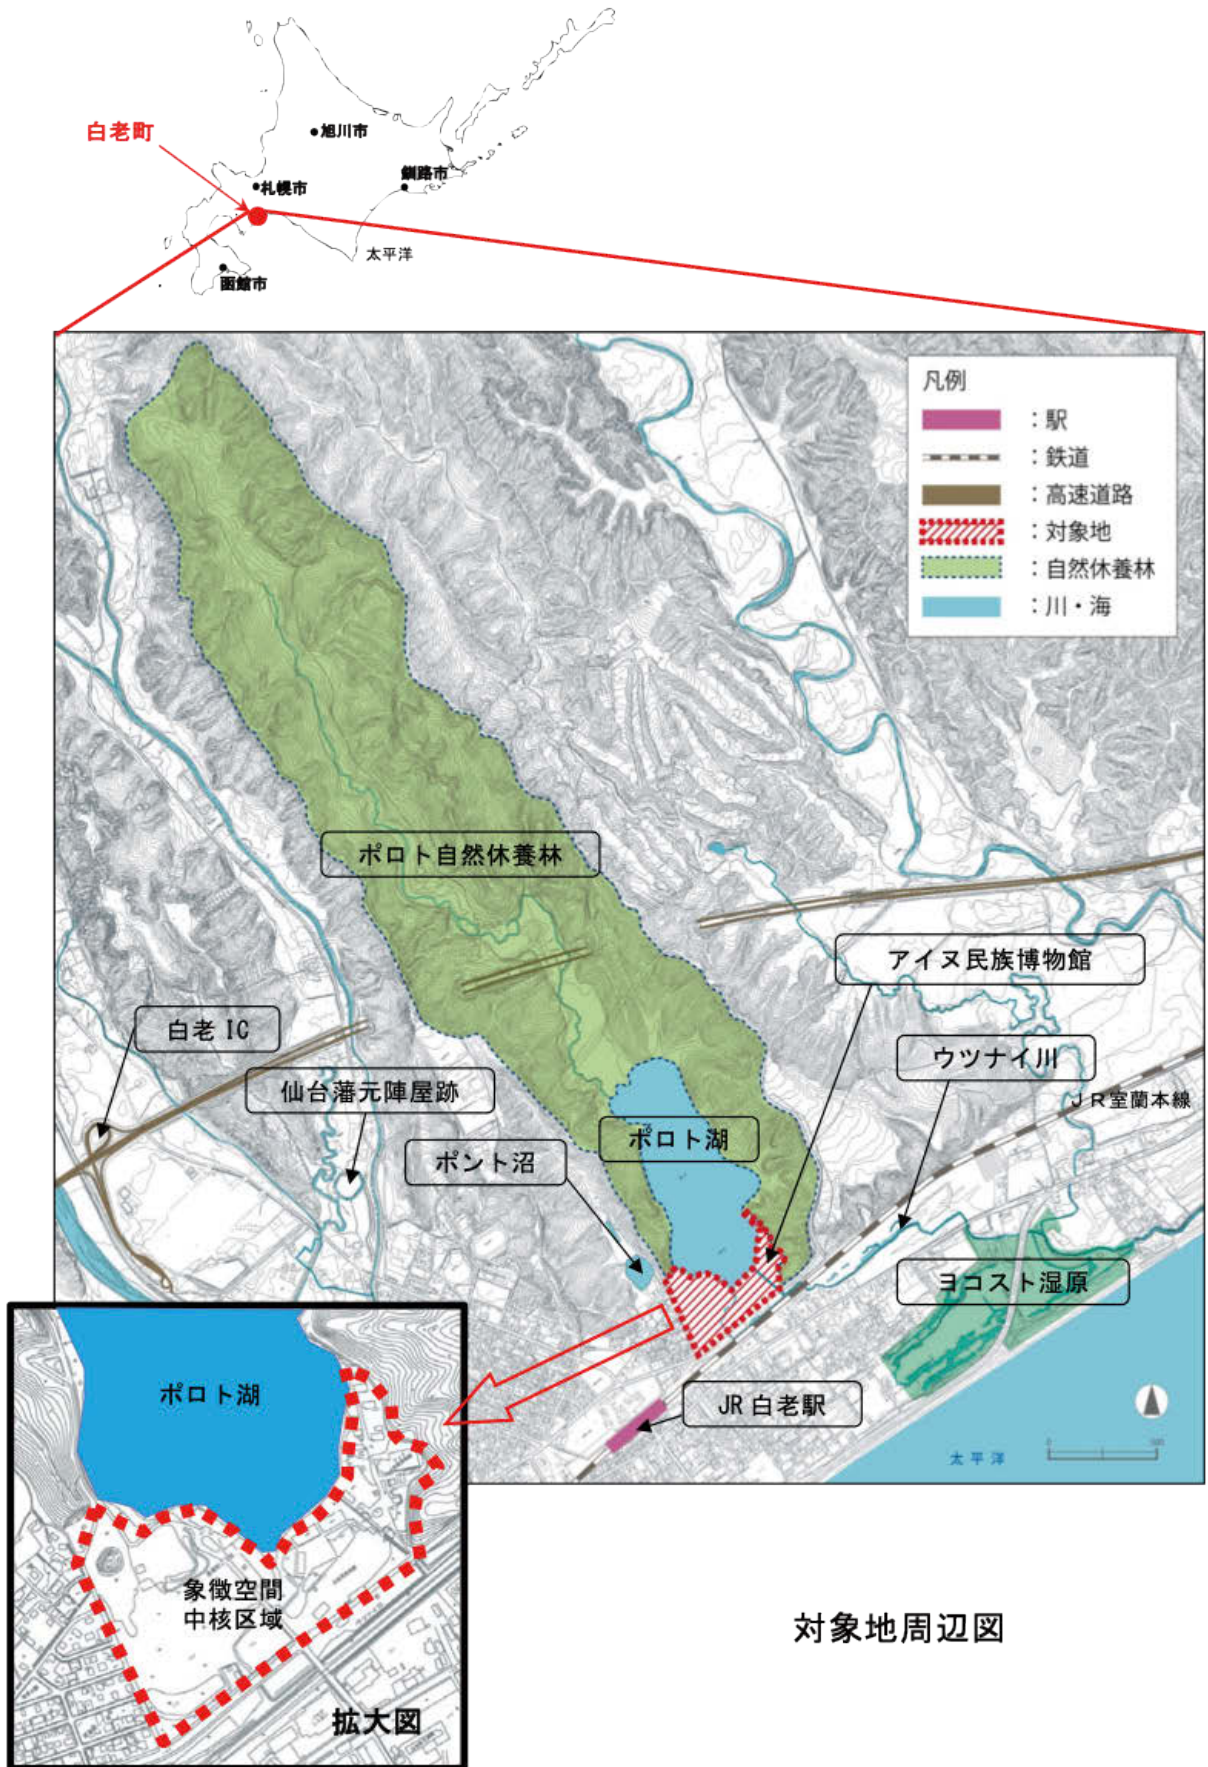 白老町
旭川市
札幌市
釧路市
函館市
太平洋
凡例
：駅
：鉄道
：高速道路
：対象地
：自然休養林
：川・海
ポロト自然休養林
アイヌ民族博物館
白老 IC
ウツナイ川
仙台藩元陣屋跡
JR室蘭本線
ポロト湖
ポント沼
ヨコスト湿原
JR 白老駅
太平洋
0
500
ポロト湖
象徴空間
中核区域
拡大図
対象地周辺図